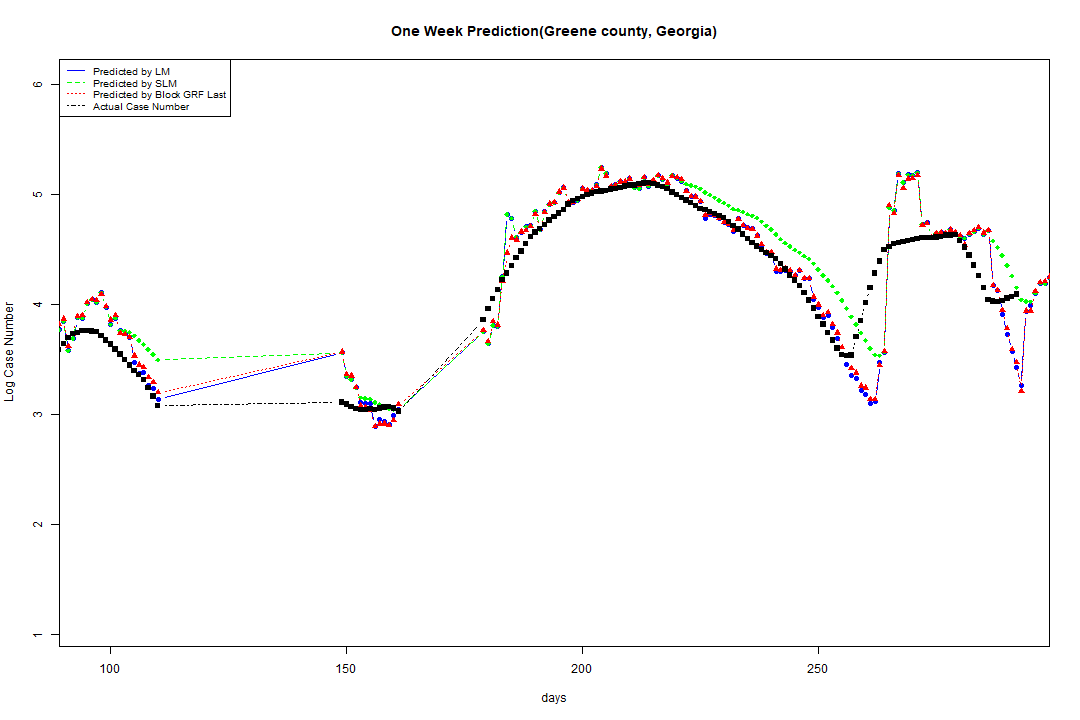 One Week Prediction(Greene county, Georgia)
Predicted by LM
Predicted by SLM
Predicted by Block GRF Last
Actual Case Number
6
5
4
3
2
1
Log Case Number
100 150 200 250
days